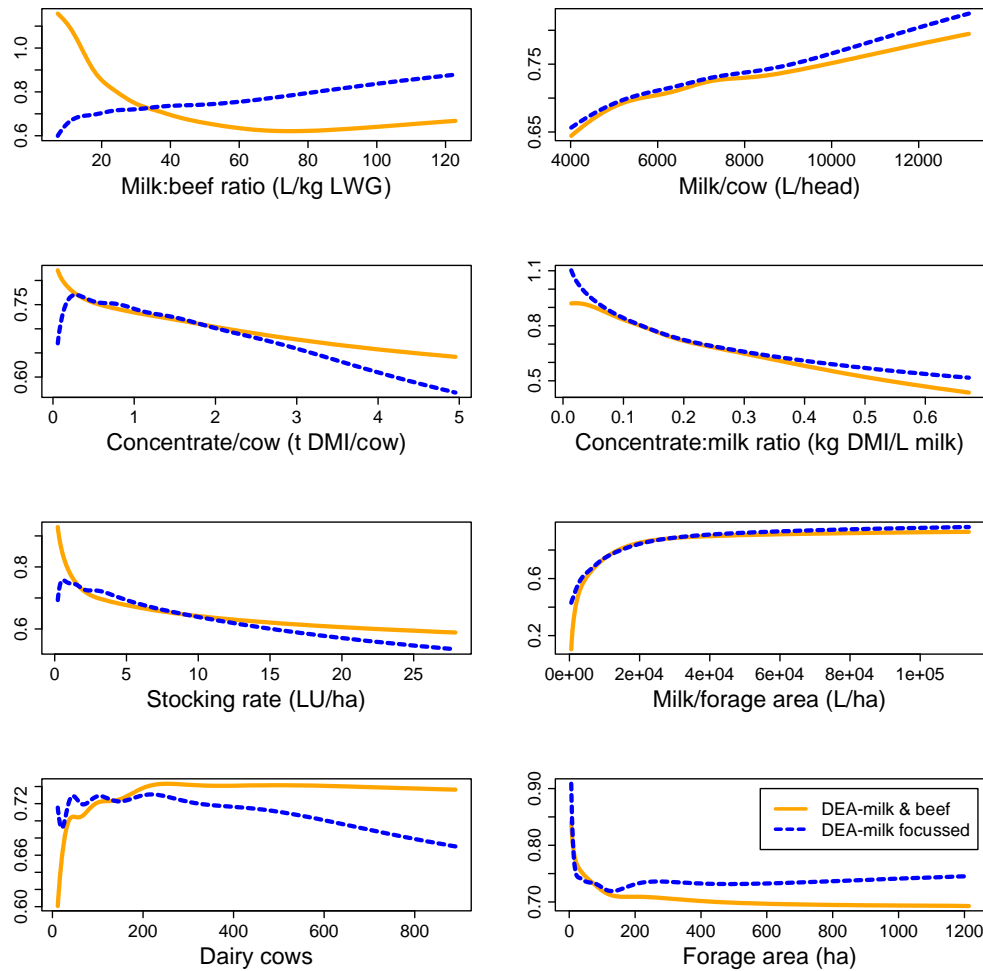 0.6 0.8 1.0
20 40 60 80 100 120
Milk:beef ratio (L/kg LWG)
0.65 0.75
4000 6000 8000 10000 12000
Milk/cow (L/head)
0.60 0.75
0 1 2 3 4 5
Concentrate/cow (t DMI/cow)
0.5 0.8 1.1
0.0 0.1 0.2 0.3 0.4 0.5 0.6
Concentrate:milk ratio (kg DMI/L milk)
0.6 0.8
0 5 10 15 20 25
Stocking rate (LU/ha)
0.2 0.6
0e+00 2e+04 4e+04 6e+04 8e+04 1e+05
Milk/forage area (L/ha)
0.60 0.66 0.72
0 200 400 600 800
Dairy cows
0.70 0.75 0.80 0.90
DEA-milk & beef
DEA-milk focussed
0 200 400 600 800 1000 1200
Forage area (ha)